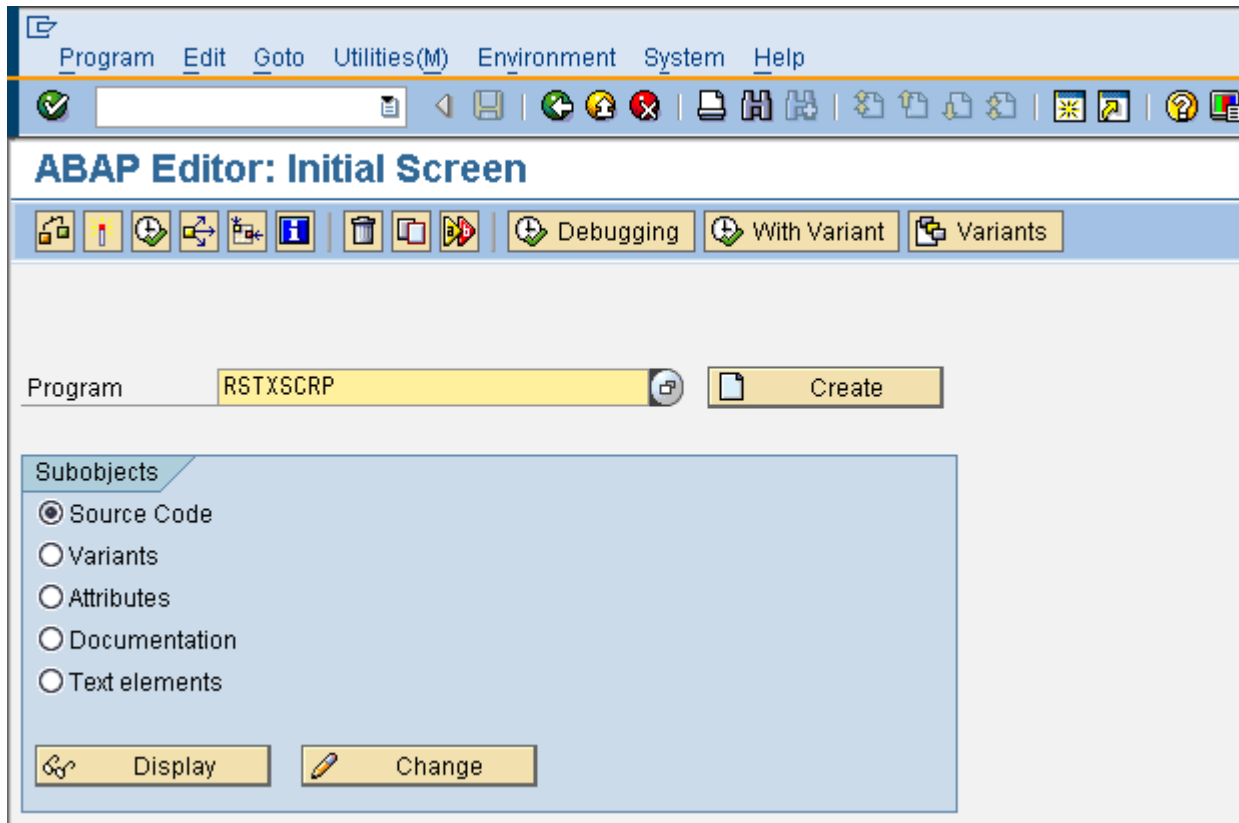 Program Edit Goto Utilities(M) Environment System Help
ABAP Editor: Initial Screen
Debugging With Variant Variants
Program RSTXSCRP Create
Subobjects
Source Code
Variants
Attributes
Documentation
Text elements
Display Change